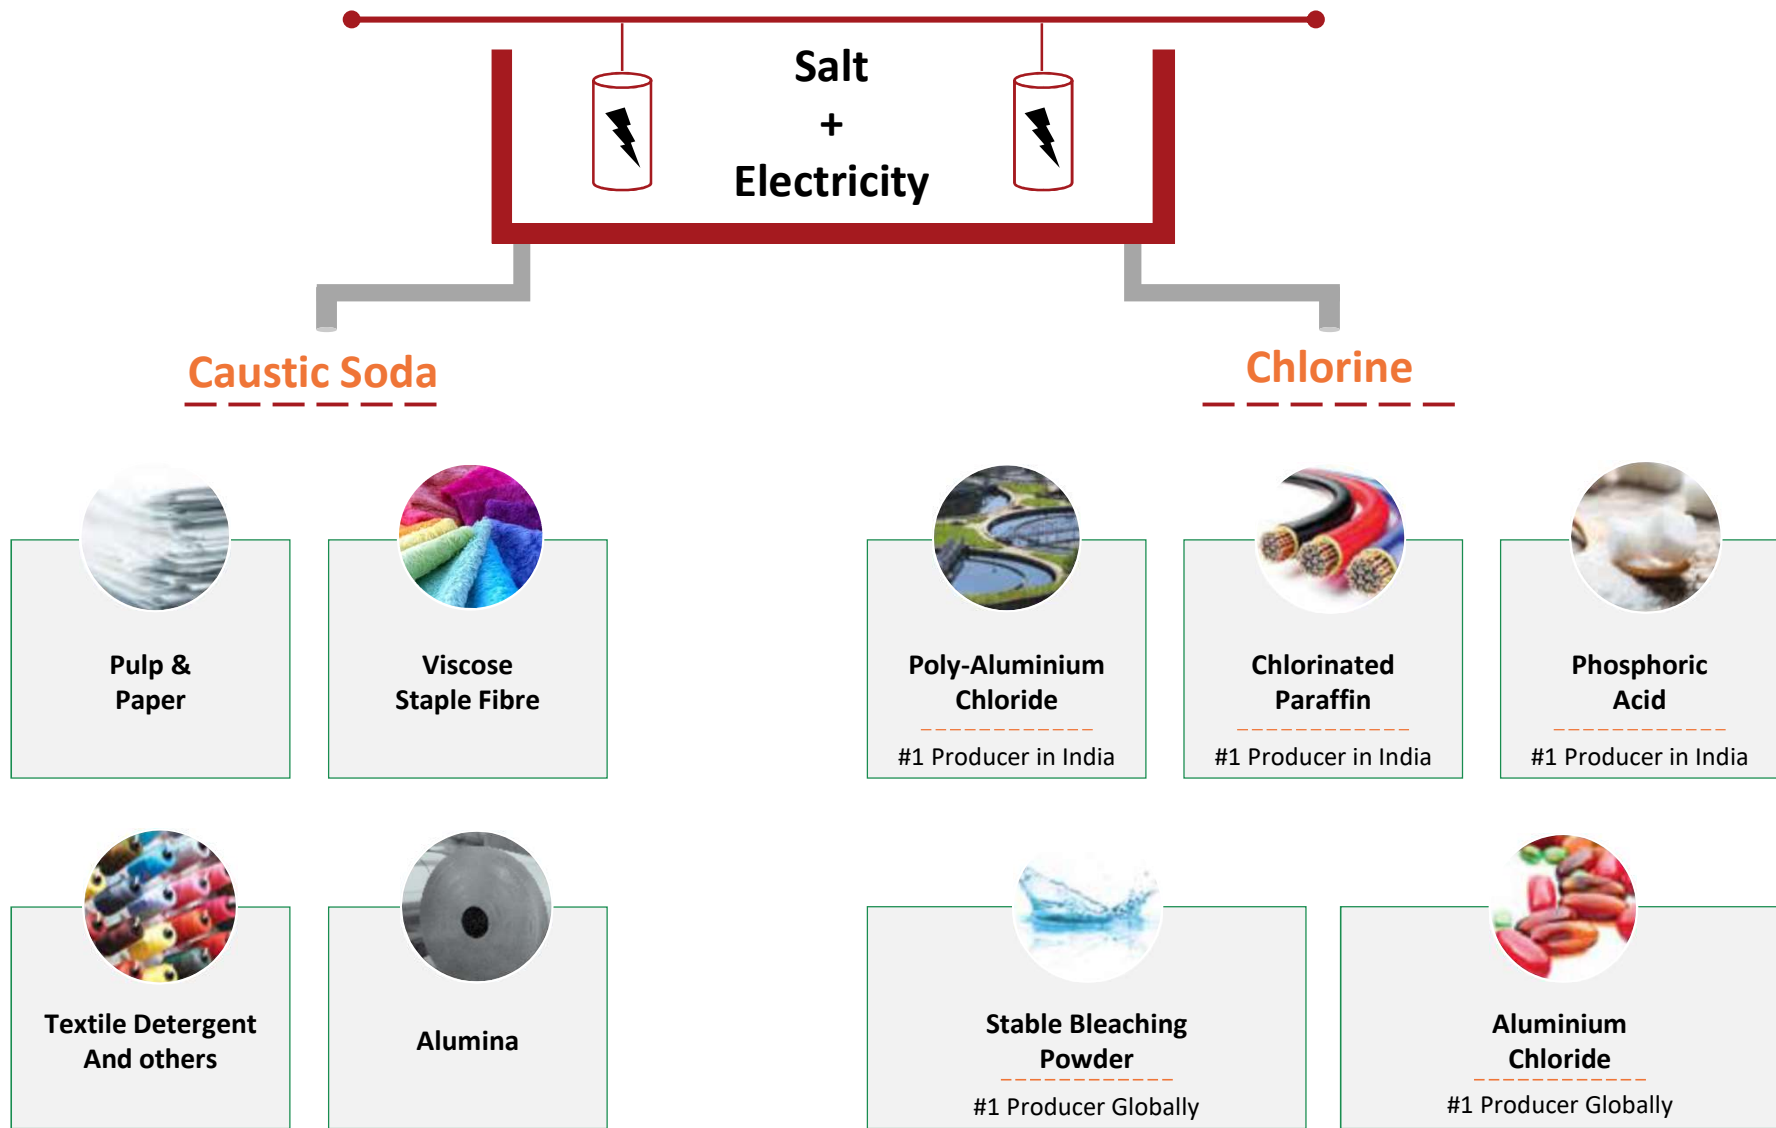 Salt
+
Electricity
Caustic Soda
Chlorine
Pulp &
Paper
Viscose
Staple Fibre
Poly-Aluminium
Chloride
#1 Producer in India
Chlorinated
Paraffin
#1 Producer in India
Phosphoric
Acid
#1 Producer in India
Textile Detergent
And others
Alumina
Stable Bleaching
Powder
#1 Producer Globally
Aluminium
Chloride
#1 Producer Globally